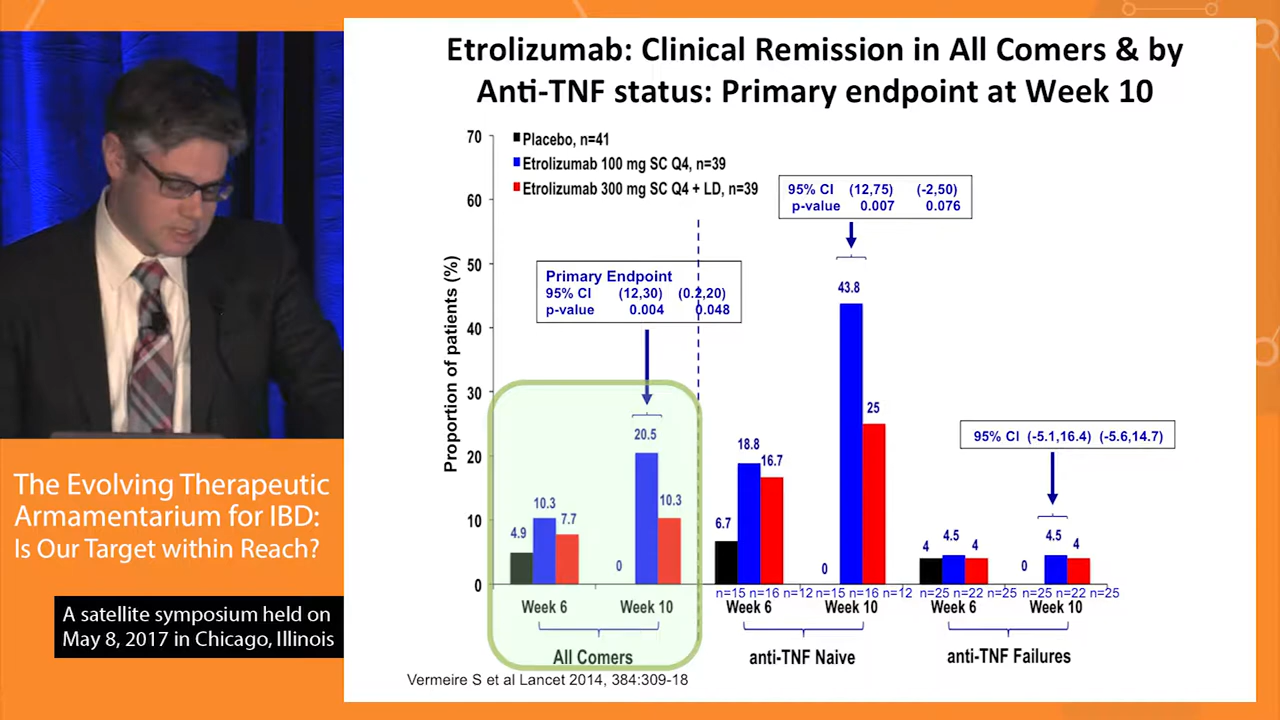 Etrolizumab: Clinical Remission in All Comers & by
Anti-TNF status: Primary endpoint at Week 10
Placebo, n=41
Etrolizumab 100 mg SC Q4, n=39
Etrolizumab 300 mg SC Q4 + LD, n=39
Proportion of patients (%)
70
60
50
40
30
20
10
0
Primary Endpoint
95% CI (12,30) (0.2,20)
p-value 0.004 0.048
95% CI (12,75) (-2,50)
p-value 0.007 0.076
95% CI (-5.1,16.4) (-5.6,14.7)
4.9
10.3
7.7
0
20.5
10.3
6.7
18.8
16.7
0
43.8
25
4
4.5
4
0
4.5
4
n=15 n=16 n=12 n=15 n=16 n=12 n=25 n=22 n=25 n=25 n=22 n=25
Week 6 Week 10 Week 6 Week 10 Week 6 Week 10
All Comers anti-TNF Naive anti-TNF Failures
Vermeire S et al Lancet 2014, 384:309-18
The Evolving Therapeutic
Armamentarium for IBD:
Is Our Target within Reach?
A satellite symposium held on
May 8, 2017 in Chicago, Illinois